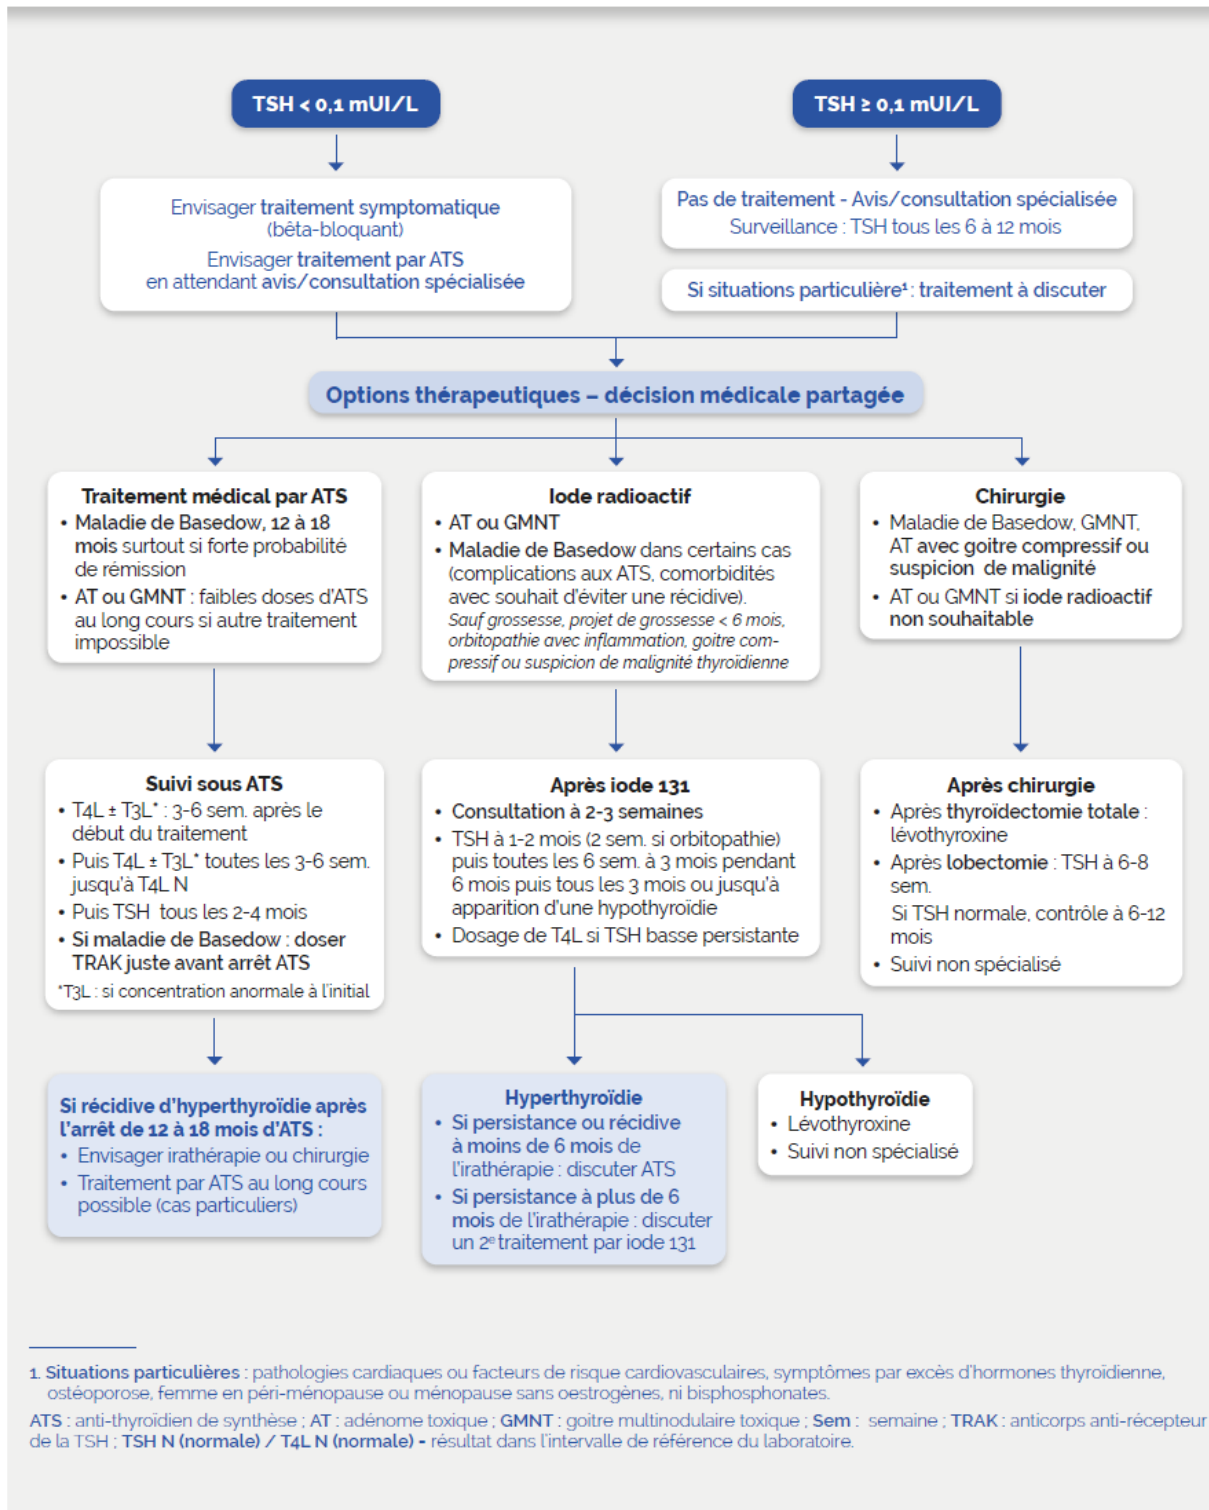 TSH < 0,1 mUI/L
TSH ≥ 0,1 mUI/L
Envisager traitement symptomatique
(bêta-bloquant)
Envisager traitement par ATS
en attendant avis/consultation spécialisée
Pas de traitement - Avis/consultation spécialisée
Surveillance : TSH tous les 6 à 12 mois
Si situations particulière¹ : traitement à discuter
Options thérapeutiques – décision médicale partagée
Traitement médical par ATS
• Maladie de Basedow, 12 à 18
mois surtout si forte probabilité
de rémission
• AT ou GMNT : faibles doses d'ATS
au long cours si autre traitement
impossible
Iode radioactif
• AT ou GMNT
• Maladie de Basedow dans certains cas
(complications aux ATS, comorbidités
avec souhait d'éviter une récidive).
Sauf grossesse, projet de grossesse < 6 mois,
orbitopathie avec inflammation, goitre com-
pressif ou suspicion de malignité thyroïdienne
Chirurgie
• Maladie de Basedow, GMNT,
AT avec goitre compressif ou
suspicion de malignité
• AT ou GMNT si iode radioactif
non souhaitable
Suivi sous ATS
• T4L ± T3L* : 3-6 sem. après le
début du traitement
• Puis T4L ± T3L* toutes les 3-6 sem.
jusqu'à T4L N
• Puis TSH tous les 2-4 mois
• Si maladie de Basedow : doser
TRAK juste avant arrêt ATS
*T3L : si concentration anormale à l'initial
Après iode 131
• Consultation à 2-3 semaines
• TSH à 1-2 mois (2 sem. si orbitopathie)
puis toutes les 6 sem. à 3 mois pendant
6 mois puis tous les 3 mois ou jusqu'à
apparition d'une hypothyroïdie
• Dosage de T4L si TSH basse persistante
Après chirurgie
• Après thyroïdectomie totale :
lévothyroxine
• Après lobectomie : TSH à 6-8
sem.
Si TSH normale, contrôle à 6-12
mois
• Suivi non spécialisé
Si récidive d'hyperthyroïdie après
l'arrêt de 12 à 18 mois d'ATS :
• Envisager irathérapie ou chirurgie
• Traitement par ATS au long cours
possible (cas particuliers)
Hyperthyroïdie
• Si persistance ou récidive
à moins de 6 mois de
l'irathérapie : discuter ATS
• Si persistance à plus de 6
mois de l'irathérapie : discuter
un 2e traitement par iode 131
Hypothyroïdie
• Lévothyroxine
• Suivi non spécialisé
1. Situations particulières : pathologies cardiaques ou facteurs de risque cardiovasculaires, symptômes par excès d'hormones thyroïdienne,
ostéoporose, femme en péri-ménopause ou ménopause sans oestrogènes, ni bisphosphonates.
ATS : anti-thyroïdien de synthèse ; AT : adénome toxique ; GMNT : goitre multinodulaire toxique ; Sem : semaine ; TRAK : anticorps anti-récepteur
de la TSH ; TSH N (normale) / T4L N (normale) = résultat dans l'intervalle de référence du laboratoire.